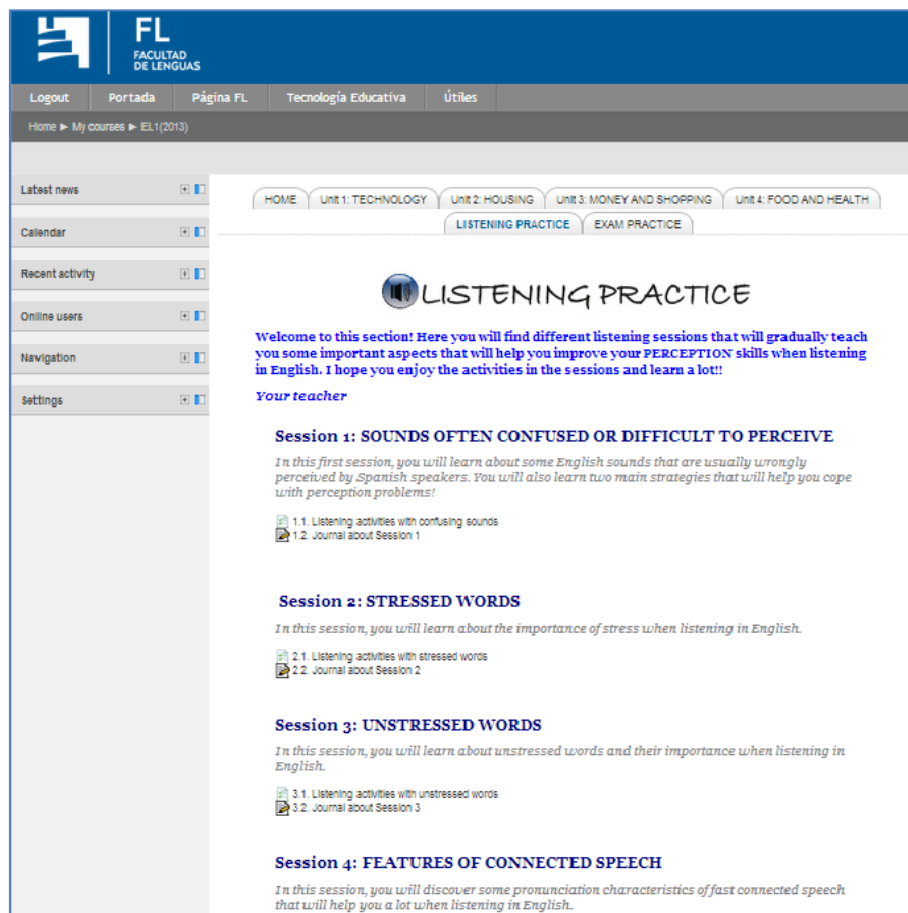 FL
FACULTAD
DE LENGUAS
Logout Portada Página FL Tecnología Educativa Útiles
Home ► My courses ► IEL1(2013)
Latest news
Calendar
Recent activity
Online users
Navigation
Settings
HOME Unit 1: TECHNOLOGY Unit 2: HOUSING Unit 3: MONEY AND SHOPPING Unit 4: FOOD AND HEALTH
LISTENING PRACTICE EXAM PRACTICE
LISTENING PRACTICE
Welcome to this section! Here you will find different listening sessions that will gradually teach
you some important aspects that will help you improve your PERCEPTION skills when listening
in English. I hope you enjoy the activities in the sessions and learn a lot!!
Your teacher
Session 1: SOUNDS OFTEN CONFUSED OR DIFFICULT TO PERCEIVE
In this first session, you will learn about some English sounds that are usually wrongly
perceived by Spanish speakers. You will also learn two main strategies that will help you cope
with perception problems!
1.1. Listening activities with confusing sounds
1.2. Journal about Session 1
Session 2: STRESSED WORDS
In this session, you will learn about the importance of stress when listening in English.
2.1. Listening activities with stressed words
2.2. Journal about Session 2
Session 3: UNSTRESSED WORDS
In this session, you will learn about unstressed words and their importance when listening in
English.
3.1. Listening activities with unstressed words
3.2. Journal about Session 3
Session 4: FEATURES OF CONNECTED SPEECH
In this session, you will discover some pronunciation characteristics of fast connected speech
that will help you a lot when listening in English.